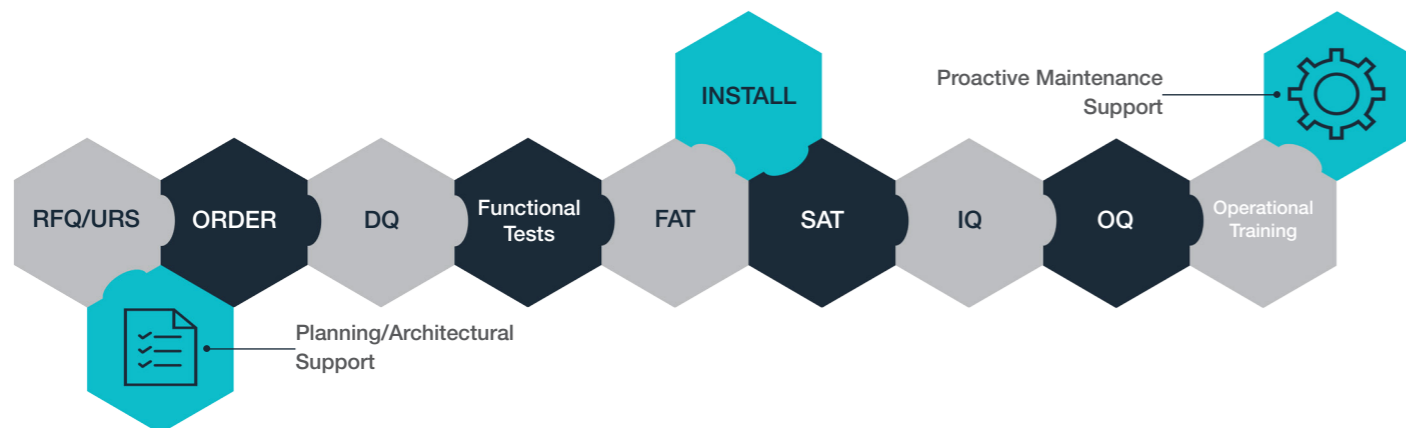 INSTALL
Proactive Maintenance
Support
RFQ/URS
ORDER
DQ
Functional
Tests
FAT
SAT
IQ
OQ
Operational
Training
Planning/Architectural
Support